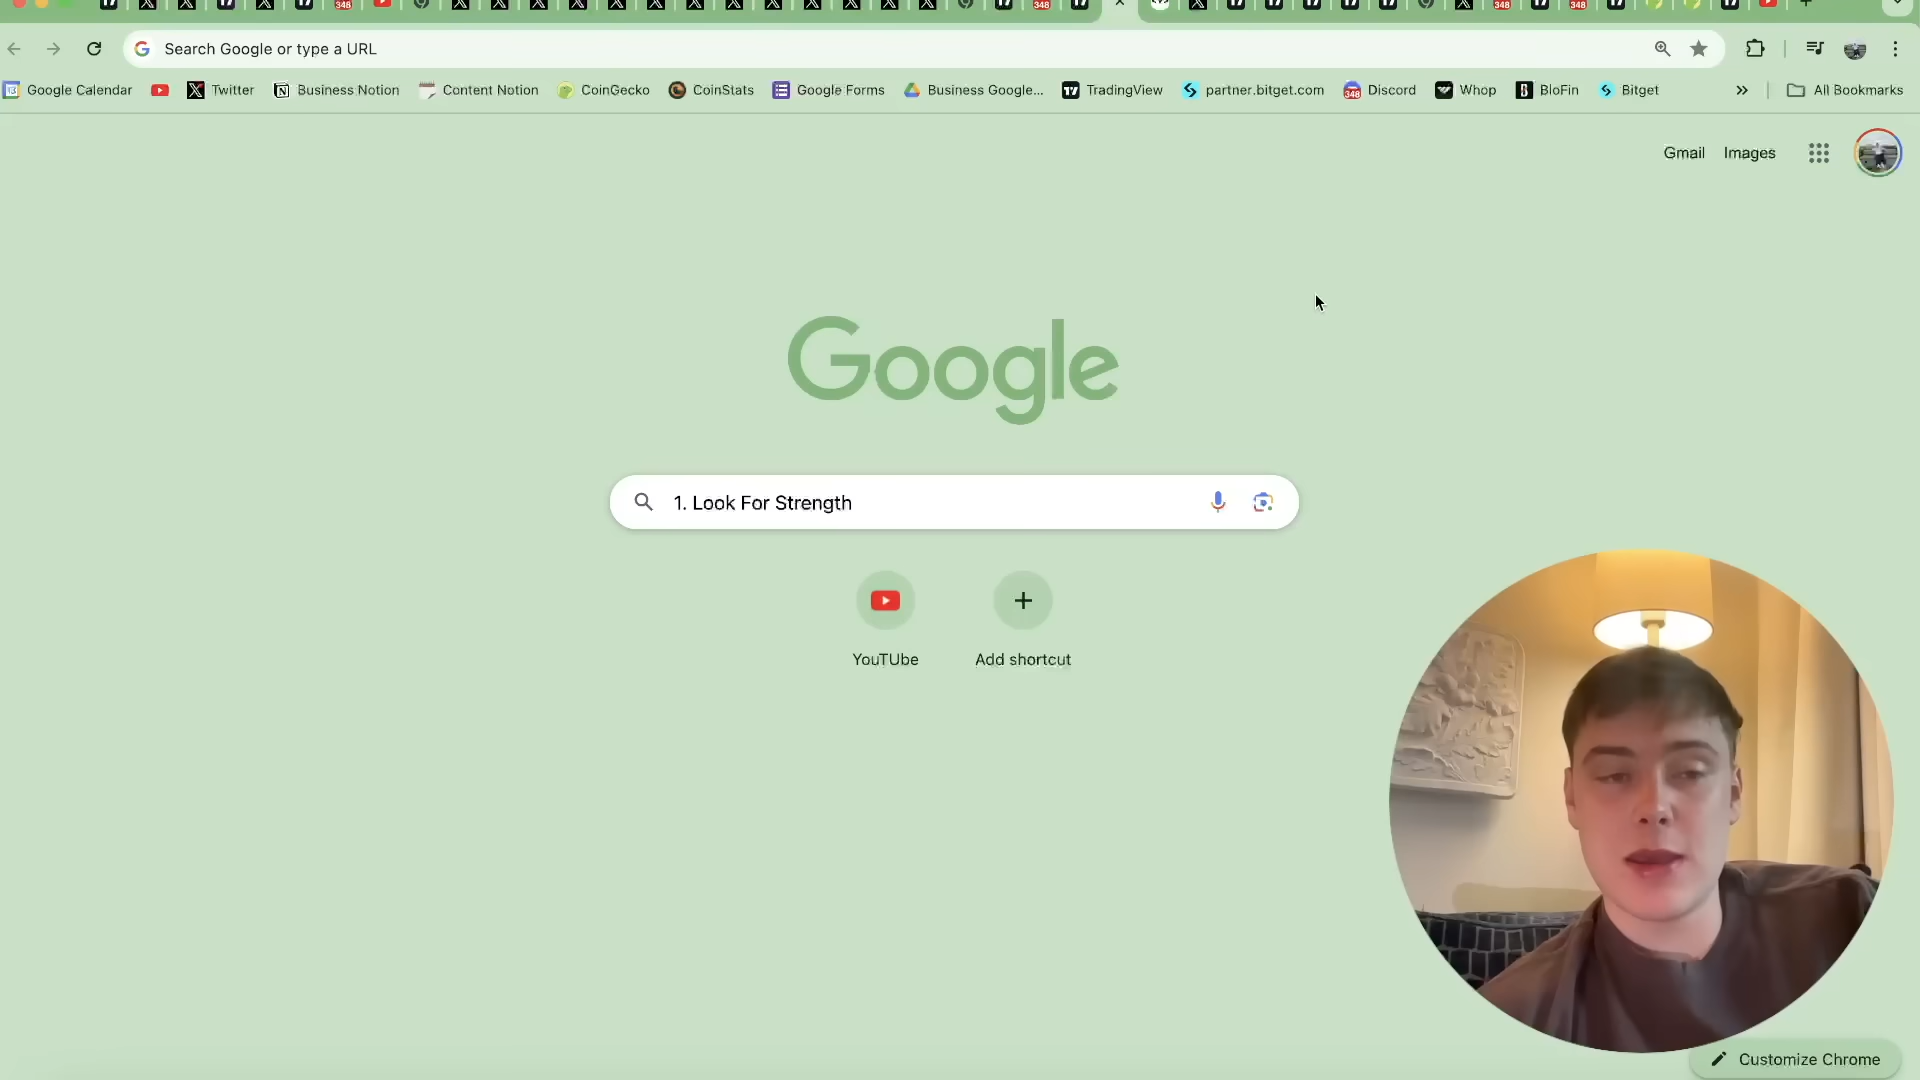 Search Google or type a URL
Google Calendar Twitter Business Notion Content Notion CoinGecko CoinStats Google Forms Business Google... TradingView partner.bitget.com 348 Discord Whop BloFin Bitget » All Bookmarks
Gmail Images
Google
1. Look For Strength
YouTUbe Add shortcut
Customize Chrome